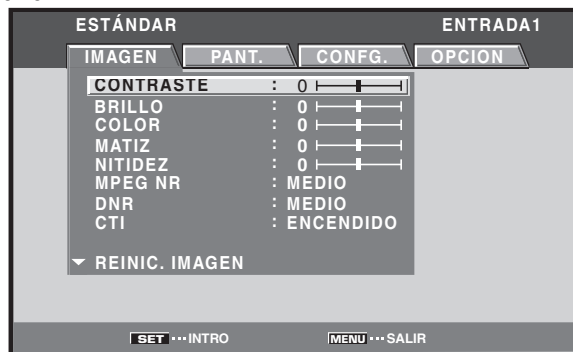 ESTÁNDAR ENTRADA1
IMAGEN PANT. CONFG. OPCION
CONTRASTE : 0
BRILLO : 0
COLOR : 0
MATIZ : 0
NITIDEZ : 0
MPEG NR : MEDIO
DNR : MEDIO
CTI : ENCENDIDO
REINIC. IMAGEN
SET ··· INTRO MENU ··· SALIR